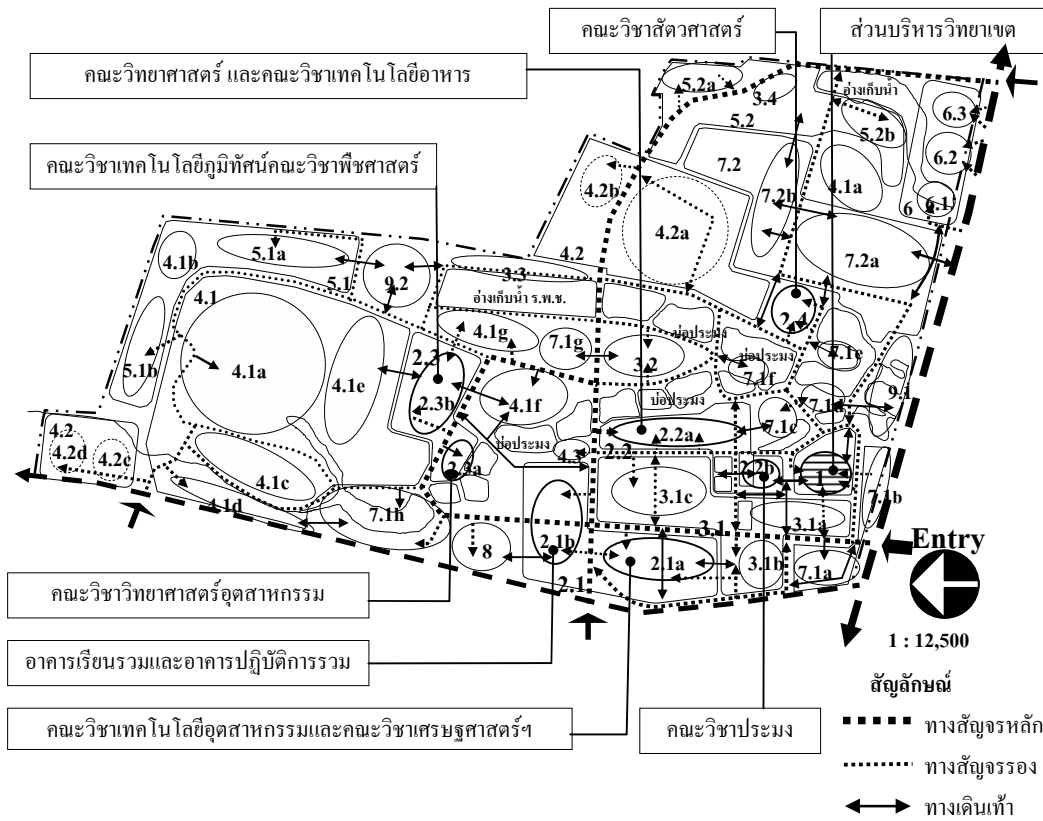 คณะวิชาสัตวศาสตร์
ส่วนบริหารวิทยาเขต
คณะวิทยาศาสตร์ และคณะวิชาเทคโนโลยีอาหาร
คณะวิชาเทคโนโลยีภูมิทัศน์คณะวิชาพืชศาสตร์
5.2a
3.4
อ่างเก็บน้ำ
5.2
5.2b
6.3
6.2
7.2
7.2b
4.1a
6
6.1
4.2b
4.2a
4.2
7.2a
4.1b
5.1a
5.1
9.2
3.3
4.1
อ่างเก็บน้ำ ร.พ.ช.
2.4
4.1g
7.1g
บ่อประมง
3.2
บ่อประมง
7.1e
7.1f
5.1b
4.1a
4.1e
2.3
2.3b
4.1f
บ่อประมง
7.1d
9.1
4.2
4.2d
4.2c
บ่อประมง
4.3
2.2
2.2a
7.1c
2.3a
2.2b
1
4.1c
4.1d
7.1h
3.1c
3.1
3.1a
7.1b
8
2.1b
2.1a
3.1b
7.1a
2.1
Entry
คณะวิชาวิทยาศาสตร์อุตสาหกรรม
อาคารเรียนรวมและอาคารปฏิบัติการรวม
คณะวิชาเทคโนโลยีอุตสาหกรรมและคณะวิชาเศรษฐศาสตร์ฯ
คณะวิชาประมง
1 : 12,500
สัญลักษณ์
ทางสัญจรหลัก
ทางสัญจรรอง
ทางเดินเท้า